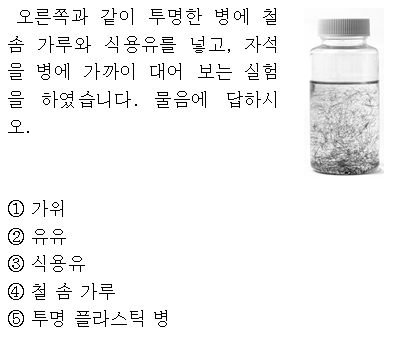 오른쪽과 같이 투명한 병에 철
솜 가루와 식용유를 넣고, 자석
을 병에 가까이 대어 보는 실험
을 하였습니다. 물음에 답하시
오.
① 가위
② 유유
③ 식용유
④ 철 솜 가루
⑤ 투명 플라스틱 병